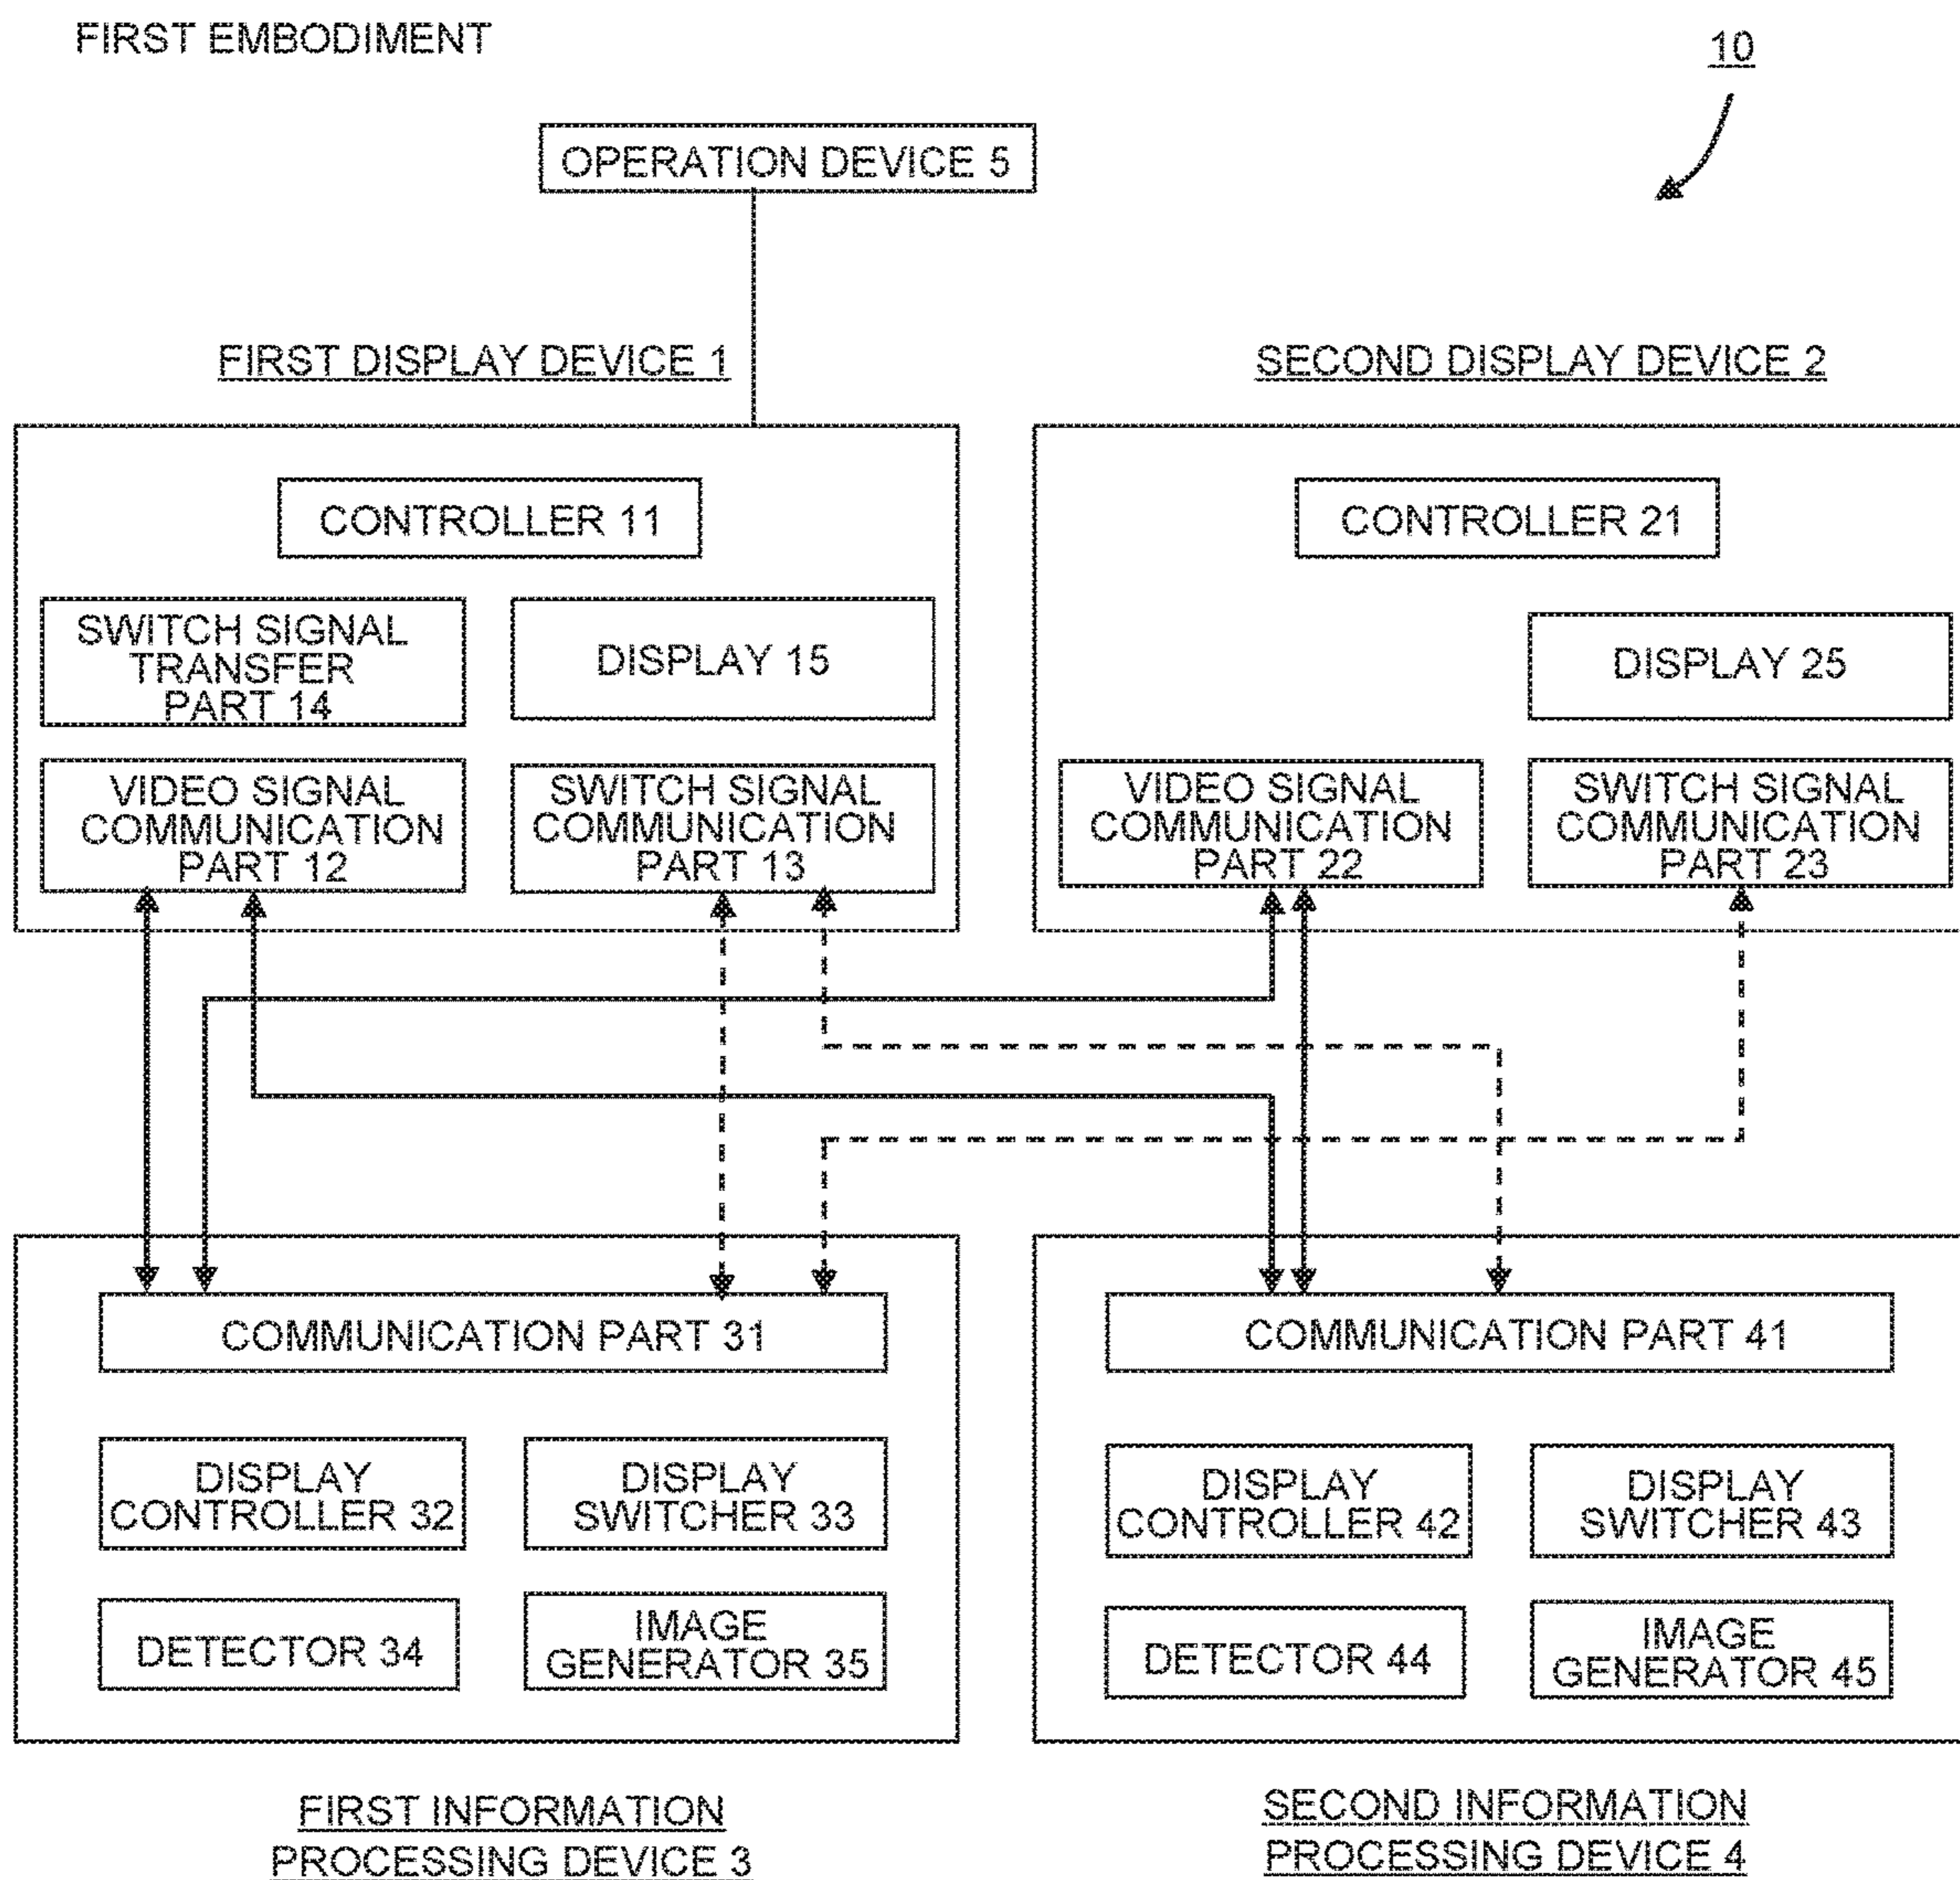 FIRST EMBODIMENT
10
OPERATION DEVICE 5
FIRST DISPLAY DEVICE 1
SECOND DISPLAY DEVICE 2
CONTROLLER 11
CONTROLLER 21
SWITCH SIGNAL
TRANSFER
PART 14
DISPLAY 15
DISPLAY 25
VIDEO SIGNAL
COMMUNICATION
PART 12
SWITCH SIGNAL
COMMUNICATION
PART 13
VIDEO SIGNAL
COMMUNICATION
PART 22
SWITCH SIGNAL
COMMUNICATION
PART 23
COMMUNICATION PART 31
COMMUNICATION PART 41
DISPLAY
CONTROLLER 32
DISPLAY
SWITCHER 33
DISPLAY
CONTROLLER 42
DISPLAY
SWITCHER 43
DETECTOR 34
IMAGE
GENERATOR 35
DETECTOR 44
IMAGE
GENERATOR 45
FIRST INFORMATION
PROCESSING DEVICE 3
SECOND INFORMATION
PROCESSING DEVICE 4